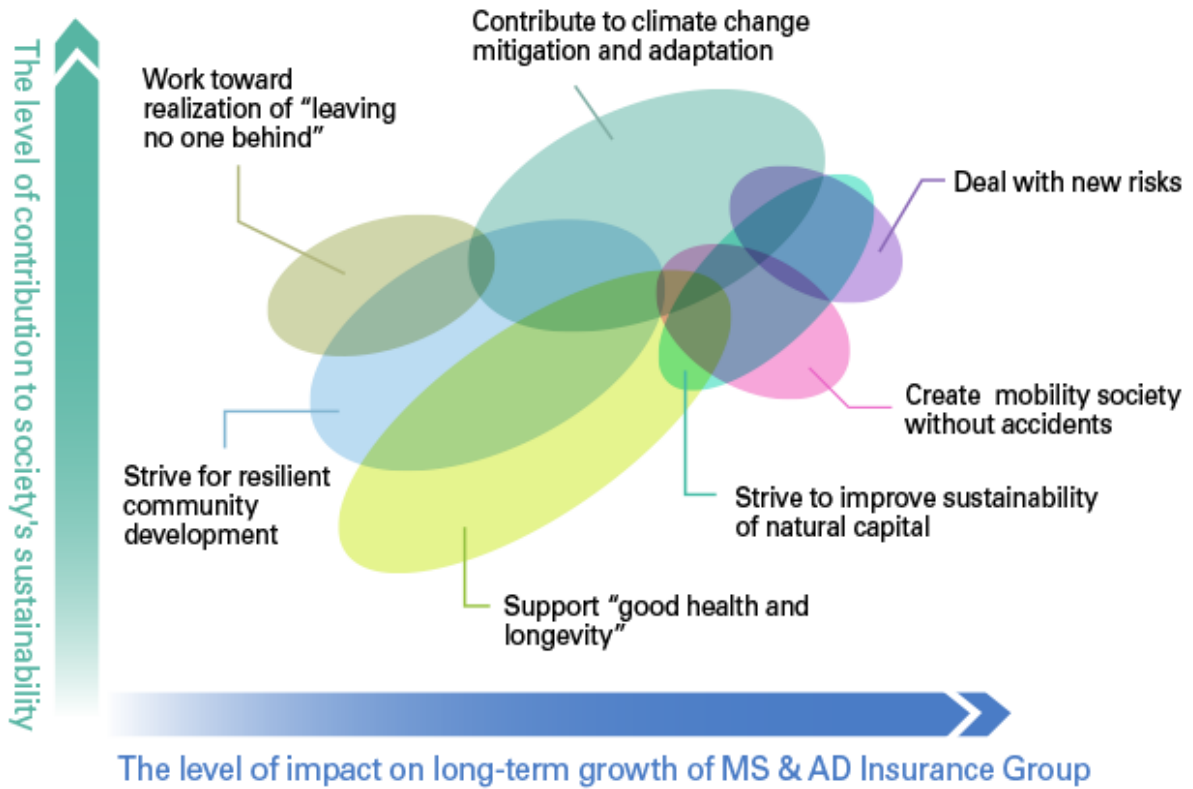 The level of contribution to society's sustainability
Contribute to climate change
mitigation and adaptation
Work toward
realization of “leaving
no one behind”
Deal with new risks
Create mobility society
without accidents
Strive to improve sustainability
of natural capital
Strive for resilient
community
development
Support “good health and
longevity”
The level of impact on long-term growth of MS & AD Insurance Group